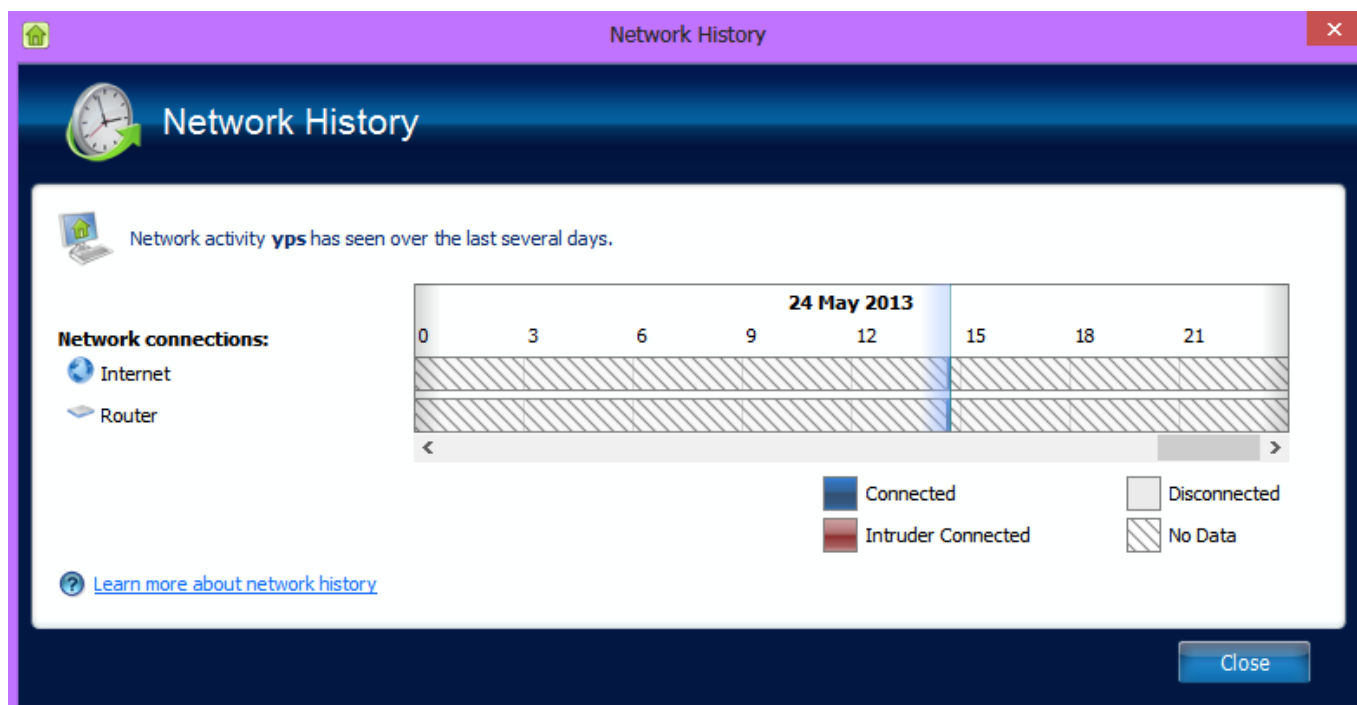 Network History
Network History
Network activity yps has seen over the last several days.
24 May 2013
0 3 6 9 12 15 18 21
Network connections:
Internet
Router
Connected Disconnected
Intruder Connected No Data
Learn more about network history
Close